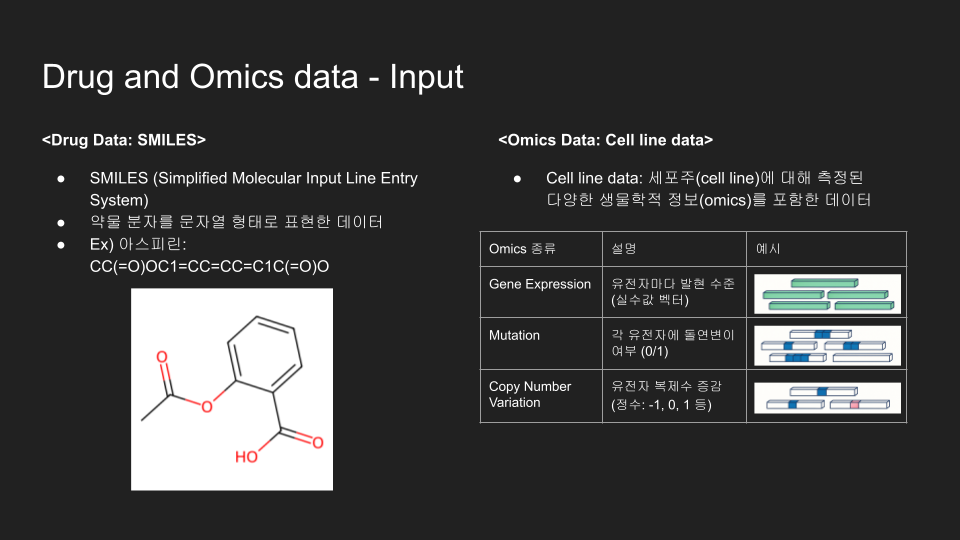 Drug and Omics data - Input
<Drug Data: SMILES>
● SMILES (Simplified Molecular Input Line Entry
System)
● 약물 분자를 문자열 형태로 표현한 데이터
● Ex) 아스피린:
CC(=O)OC1=CC=CC=C1C(=O)O
O
O
O
HO
<Omics Data: Cell line data>
● Cell line data: 세포주(cell line)에 대해 측정된
다양한 생물학적 정보(omics)를 포함한 데이터
Omics 종류 설명 예시
Gene Expression 유전자마다 발현 수준
(실수값 벡터)
Mutation 각 유전자에 돌연변이
여부 (0/1)
Copy Number 유전자 복제수 증감
Variation (정수: -1, 0, 1 등)